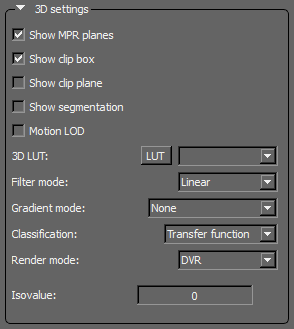 3D settings
Show MPR planes
Show clip box
Show clip plane
Show segmentation
Motion LOD
3D LUT: LUT
Filter mode: Linear
Gradient mode: None
Classification: Transfer function
Render mode: DVR
Isovalue: 0